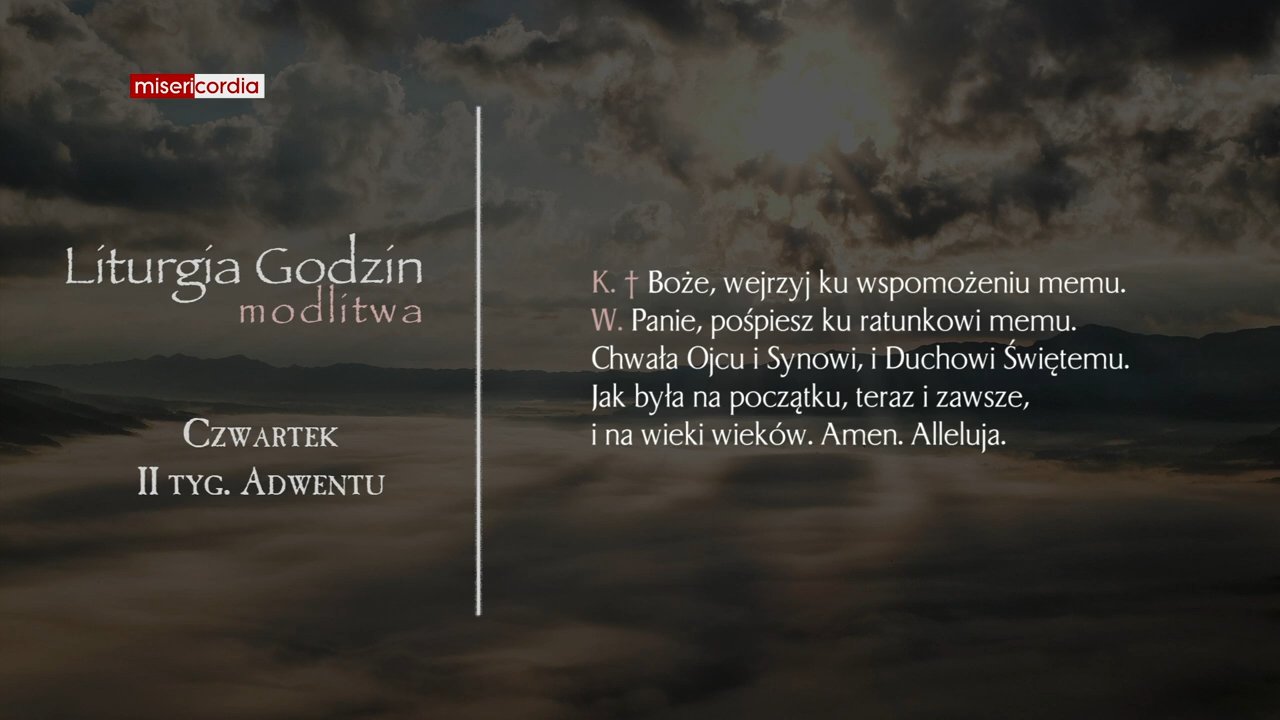 misericordia
Liturgia Godzin
modlitwa
Czwartek
II tyg. Adwentu
K. † Boże, wejrzyj ku wspomożeniu memu.
W. Panie, pośpiesz ku ratunkowi memu.
Chwała Ojcu i Synowi, i Duchowi Świętemu.
Jak była na początku, teraz i zawsze,
i na wieki wieków. Amen. Alleluja.